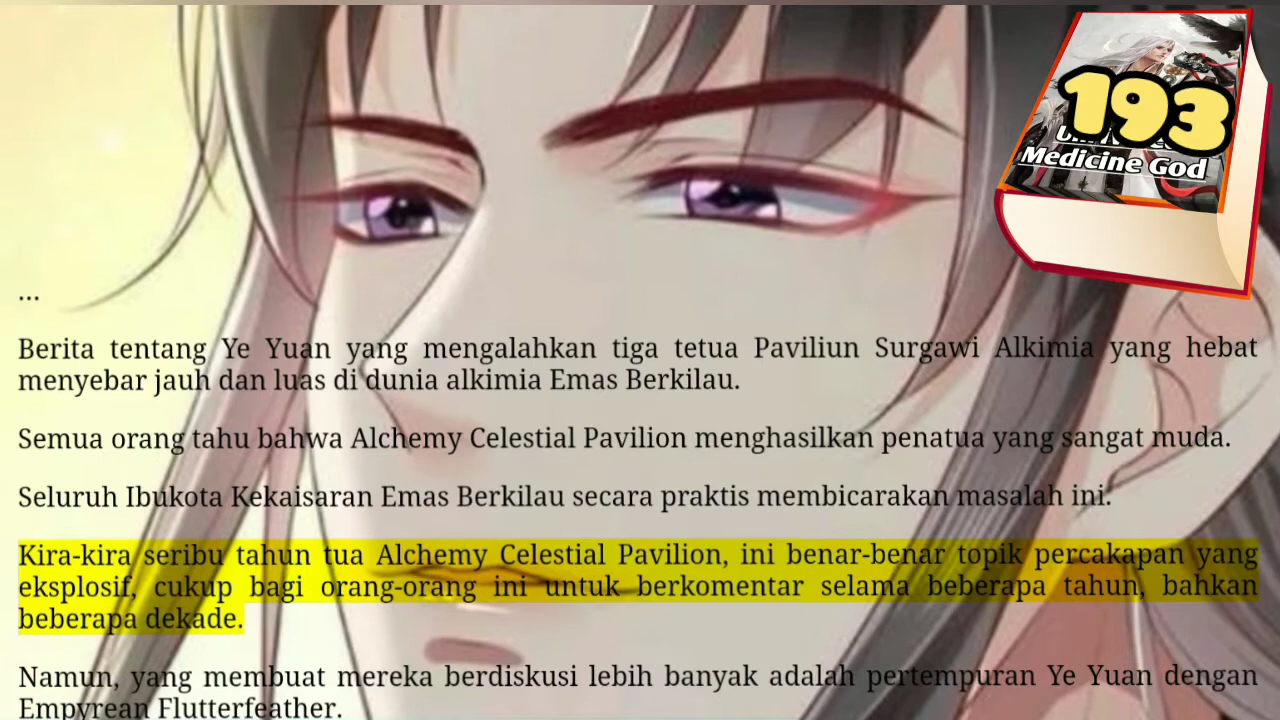 193
Medicine God
...
Berita tentang Ye Yuan yang mengalahkan tiga tetua Paviliun Surgawi Alkimia yang hebat
menyebar jauh dan luas di dunia alkimia Emas Berkilau.
Semua orang tahu bahwa Alchemy Celestial Pavilion menghasilkan penatua yang sangat muda.
Seluruh Ibukota Kekaisaran Emas Berkilau secara praktis membicarakan masalah ini.
Kira-kira seribu tahun tua Alchemy Celestial Pavilion, ini benar-benar topik percakapan yang
eksplosif, cukup bagi orang-orang ini untuk berkomentar selama beberapa tahun, bahkan
beberapa dekade.
Namun, yang membuat mereka berdiskusi lebih banyak adalah pertempuran Ye Yuan dengan
Empyrean Flutterfeather.